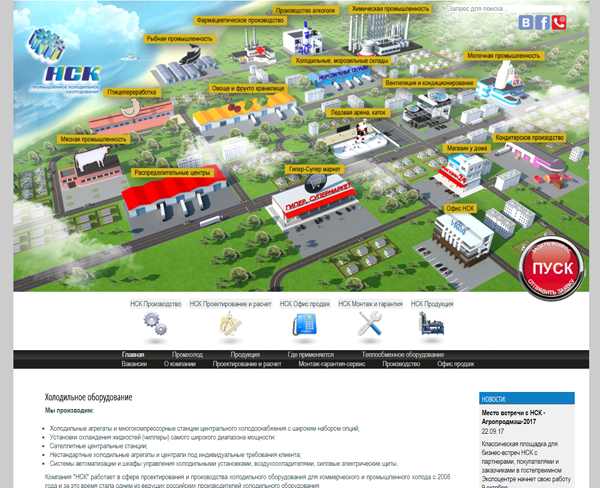 Запрос для поиска...
Производство алкоголя
Химическая промышленность
Фармацевтическое производство
Рыбная промышленность
Холодильные, морозильные склады
Молочная промышленность
НСК
ПРОМЫШЛЕННОЕ ХОЛОДИЛЬНОЕ
ОБОРУДОВАНИЕ
МОРОЗИЛЬНЫЕ СКЛАДЫ
Вентиляция и кондиционирование
Птицепереработка
Овоще и фрукто хранилище
Ледовая арена, каток
Мясная промышленность
Кондитерское производство
Магазин у дома
Распределительные центры
Гипер-Супер маркет
ГИПЕР, СУПЕРМАРКЕТ
Офис НСК
ЗАДАТЬ ВОПРОС
ПУСК
ОТПРАВИТЬ ЗАЯВКУ
НСК Производство НСК Проектирование и расчет НСК Офис продаж НСК Монтаж и гарантия НСК Продукция
Главная Промхолод Продукция Где применяется Теплообменное оборудование
Вакансии О компании Проектирование и расчет Монтаж-гарантия-сервис Производство Офис продаж
Холодильное оборудование
Мы производим:
Холодильные агрегаты и многокомпрессорные станции центрального холодоснабжения с широким набором опций;
Установки охлаждения жидкостей (чиллеры) самого широкого диапазона мощности:
Сателлитные центральные станции;
Нестандартные холодильные агрегаты и централи под индивидуальные требования клиента;
Системы автоматизации и шкафы управления холодильными установками, воздухоохладителями, силовые электрические щиты.
Компания "НСК" работает в сфере проектирования и производства холодильного оборудования для коммерческого и промышленного холода с 2008
года и за это время стала одним из ведущих российских производителей холодильного оборудования.
НОВОСТИ:
Место встречи с НСК -
Агропродмаш-2017
22.09.17
Классическая площадка для
бизнес-встреч НСК с
партнерами, покупателями и
заказчиками в гостеприимном
Экспоцентре начнет свою работу
9 октября